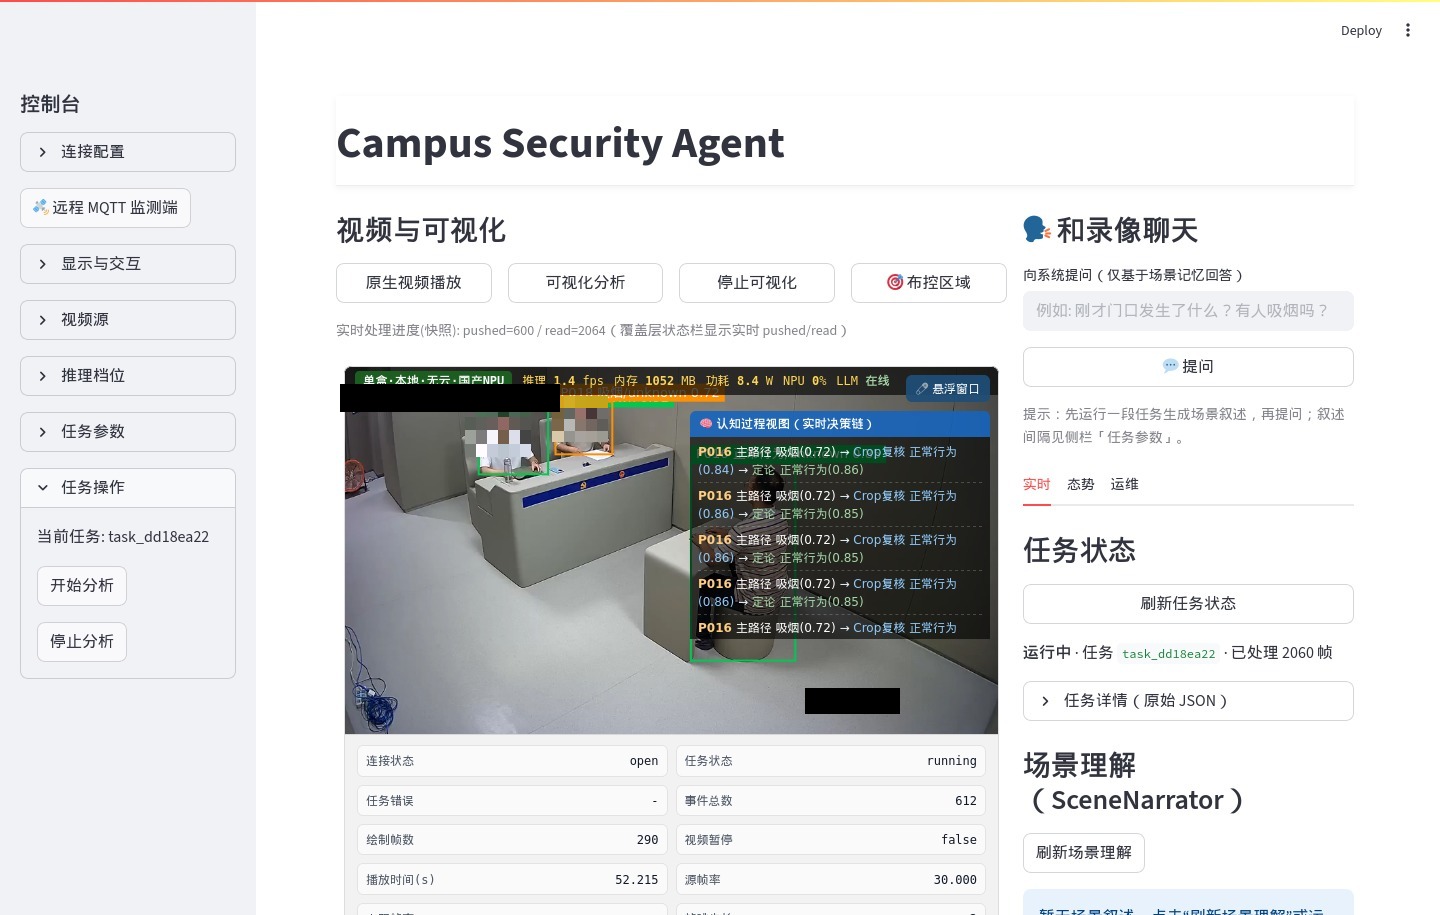 Deploy
控制台
连接配置
远程 MQTT 监测端
显示与交互
视频源
推理档位
任务参数
任务操作
当前任务: task_dd18ea22
开始分析
停止分析
Campus Security Agent
视频与可视化
原生视频播放
可视化分析
停止可视化
布控区域
实时处理进度(快照): pushed=600 / read=2064（覆盖层状态栏显示实时 pushed/read）
单盒·本地·无云·国产NPU 推理 1.4 fps 内存 1052 MB 功耗 8.4 W NPU 0% LLM 在线
悬浮窗口
认知过程视图（实时决策链）
P016 主路径 吸烟(0.72) → Crop复核 正常行为
(0.84) → 定论 正常行为(0.86)
P016 主路径 吸烟(0.72) → Crop复核 正常行为
(0.86) → 定论 正常行为(0.85)
P016 主路径 吸烟(0.72) → Crop复核 正常行为
(0.86) → 定论 正常行为(0.85)
P016 主路径 吸烟(0.72) → Crop复核 正常行为
(0.86) → 定论 正常行为(0.85)
P016 主路径 吸烟(0.72) → Crop复核 正常行为
连接状态 open
任务状态 running
任务错误 -
事件总数 612
绘制帧数 290
视频暂停 false
播放时间(s) 52.215
源帧率 30.000
和录像聊天
向系统提问（仅基于场景记忆回答）
例如: 刚才门口发生了什么？有人吸烟吗？
提问
提示：先运行一段任务生成场景叙述，再提问；叙述
间隔见侧栏「任务参数」。
实时 态势 运维
任务状态
刷新任务状态
运行中 · 任务 task_dd18ea22 · 已处理 2060 帧
任务详情（原始 JSON）
场景理解
（SceneNarrator）
刷新场景理解